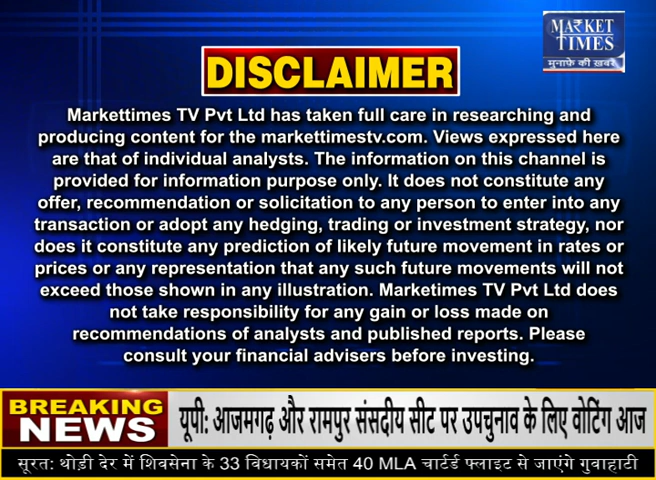 MARKET
TIMES
मुनाफे की ख़बर
DISCLAIMER
Markettimes TV Pvt Ltd has taken full care in researching and
producing content for the markettimestv.com. Views expressed here
are that of individual analysts. The information on this channel is
provided for information purpose only. It does not constitute any
offer, recommendation or solicitation to any person to enter into any
transaction or adopt any hedging, trading or investment strategy, nor
does it constitute any prediction of likely future movement in rates or
prices or any representation that any such future movements will not
exceed those shown in any illustration. Marketimes TV Pvt Ltd does
not take responsibility for any gain or loss made on
recommendations of analysts and published reports. Please
consult your financial advisers before investing.
BREAKING
NEWS
यूपी: आजमगढ़ और रामपुर संसदीय सीट पर उपचुनाव के लिए वोटिंग आज
सूरत: थोड़ी देर में शिवसेना के 33 विधायकों समेत 40 MLA चार्टर्ड फ्लाइट से जाएंगे गुवाहाटी